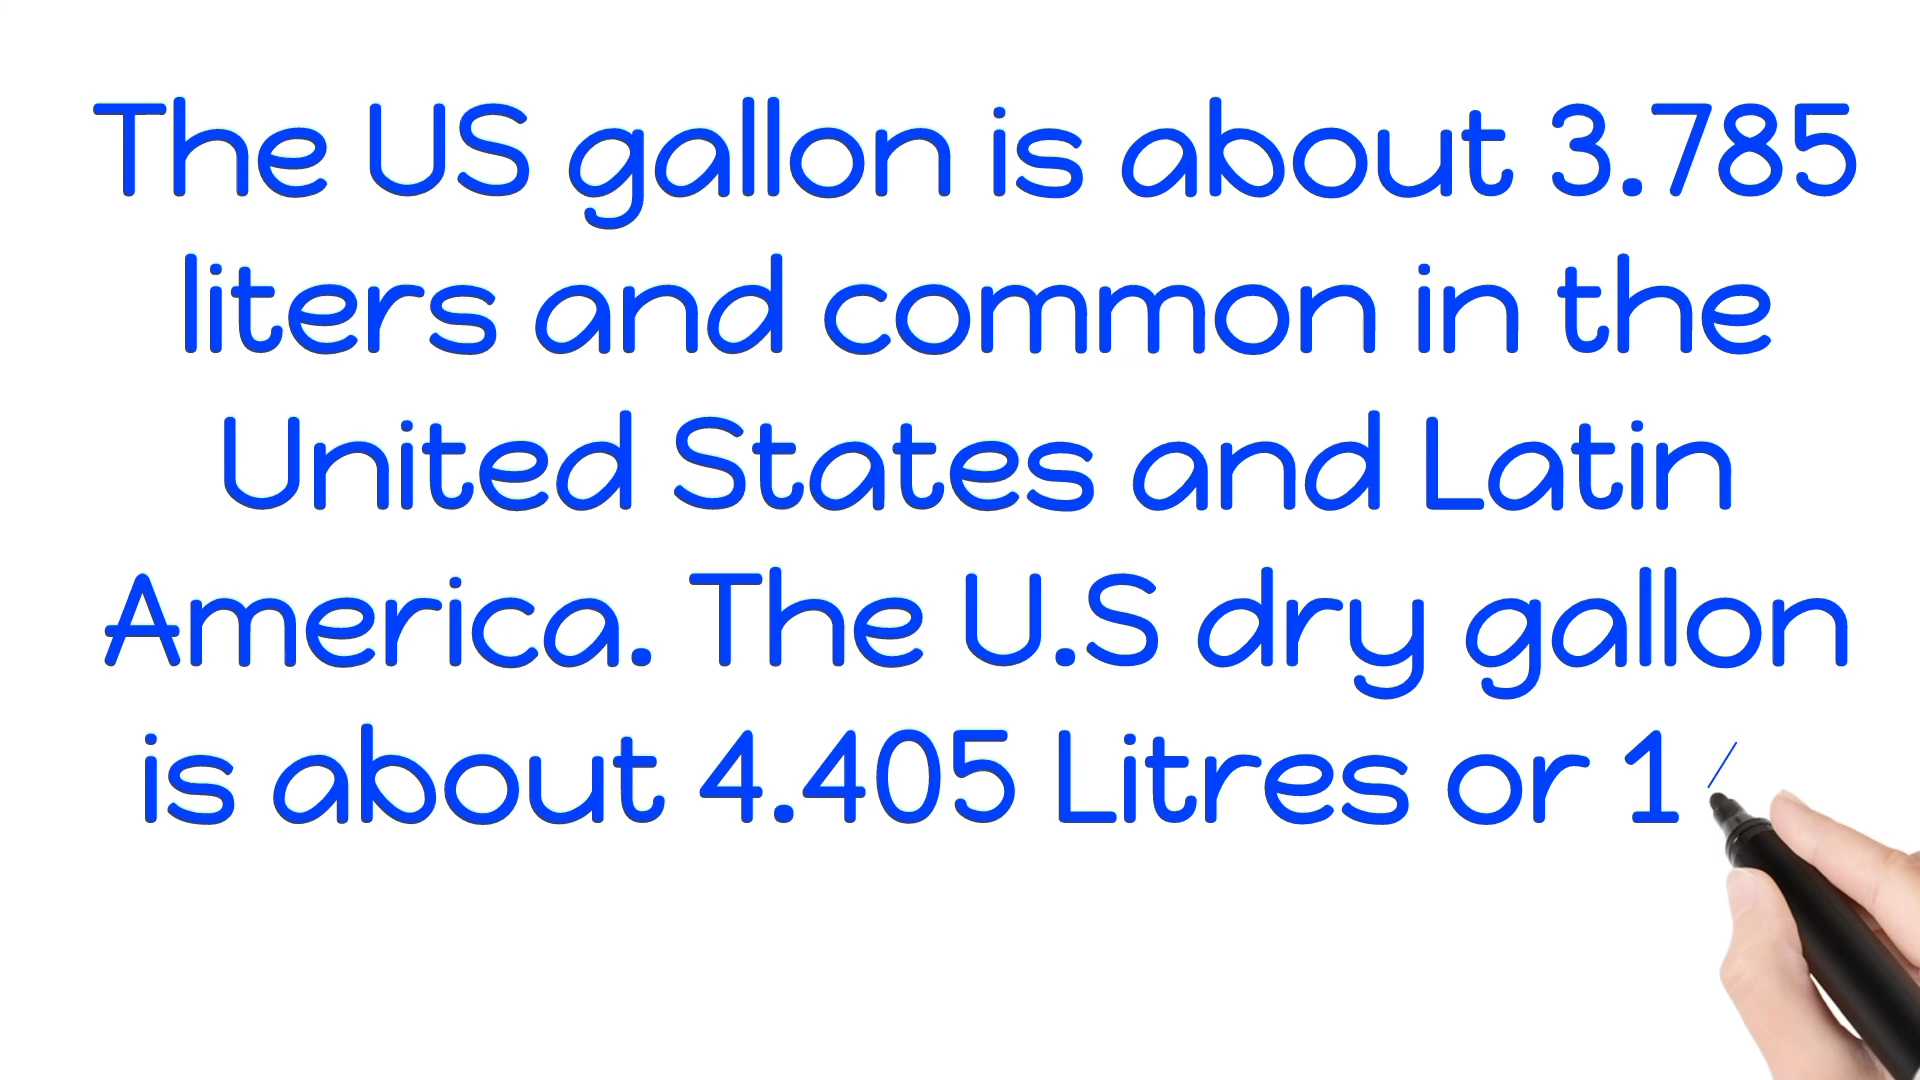 The US gallon is about 3.785
liters and common in the
United States and Latin
America. The U.S dry gallon
is about 4.405 Litres or 1